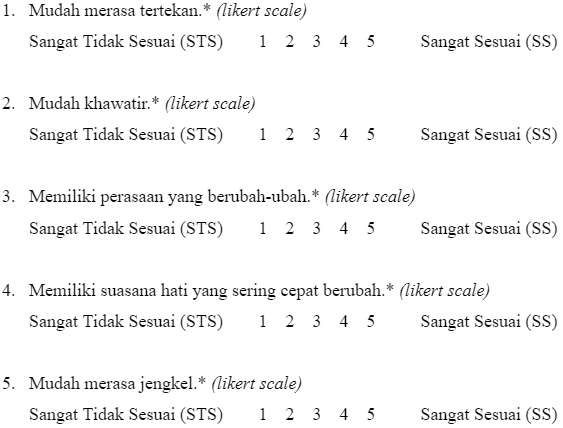 1. Mudah merasa tertekan.* (likert scale)
Sangat Tidak Sesuai (STS) 1 2 3 4 5 Sangat Sesuai (SS)
2. Mudah khawatir.* (likert scale)
Sangat Tidak Sesuai (STS) 1 2 3 4 5 Sangat Sesuai (SS)
3. Memiliki perasaan yang berubah-ubah.* (likert scale)
Sangat Tidak Sesuai (STS) 1 2 3 4 5 Sangat Sesuai (SS)
4. Memiliki suasana hati yang sering cepat berubah.* (likert scale)
Sangat Tidak Sesuai (STS) 1 2 3 4 5 Sangat Sesuai (SS)
5. Mudah merasa jengkel.* (likert scale)
Sangat Tidak Sesuai (STS) 1 2 3 4 5 Sangat Sesuai (SS)